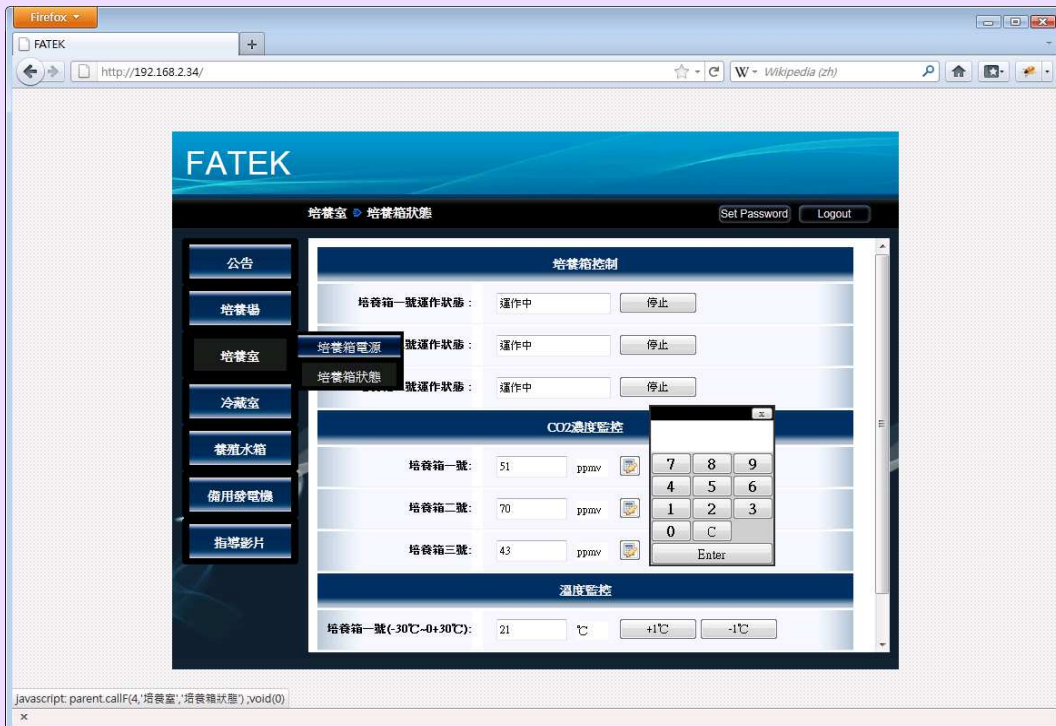 Firefox
FATEK
http://192.168.2.34/
W Wikipedia (zh)
FATEK
培養室 培養箱狀態
Set Password Logout
公告
培養場
培養室
冷藏室
養殖水箱
備用發電機
指導影片
培養箱電源
培養箱狀態
培養箱控制
培養箱一號運作狀態: 運作中 停止
號運作狀態: 運作中 停止
號運作狀態: 運作中 停止
CO2濃度監控
培養箱一號: 51 ppmv
培養箱二號: 70 ppmv
培養箱三號: 43 ppmv
x
7 8 9
4 5 6
1 2 3
0 C
Enter
溫度監控
培養箱一號(-30℃~0+30℃): 21 ℃ +1℃ -1℃
javascript: parent.callF(4,'培養室','培養箱狀態') ;void(0)
x